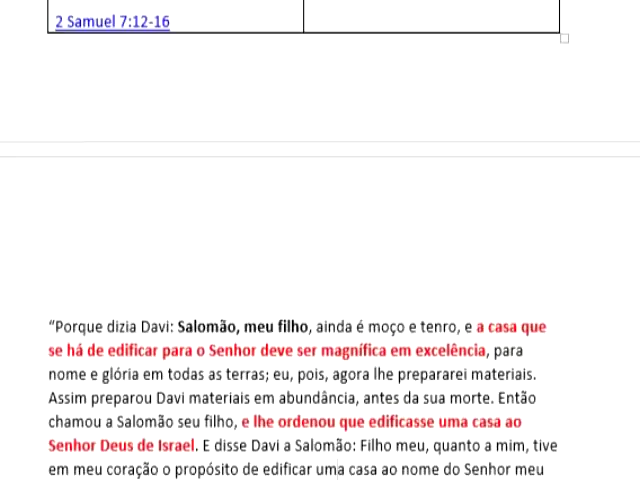 2 Samuel 7:12-16
“Porque dizia Davi: Salomão, meu filho, ainda é moço e tenro, e a casa que
se há de edificar para o Senhor deve ser magnífica em excelência, para
nome e glória em todas as terras; eu, pois, agora lhe prepararei materiais.
Assim preparou Davi materiais em abundância, antes da sua morte. Então
chamou a Salomão seu filho, e lhe ordenou que edificasse uma casa ao
Senhor Deus de Israel. E disse Davi a Salomão: Filho meu, quanto a mim, tive
em meu coração o propósito de edificar uma casa ao nome do Senhor meu